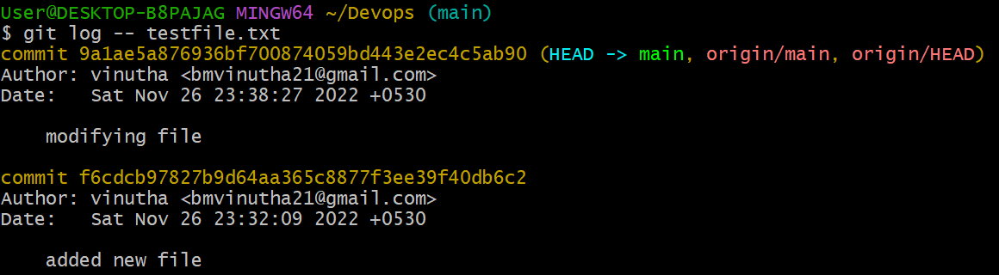 User@DESKTOP-B8PAJAG MINGW64 ~/Devops (main)
$ git log -- testfile.txt
commit 9a1ae5a876936bf700874059bd443e2ec4c5ab90 (HEAD -> main, origin/main, origin/HEAD)
Author: vinutha <bmvinutha21@gmail.com>
Date:   Sat Nov 26 23:38:27 2022 +0530
modifying file
commit f6cdcb97827b9d64aa365c8877f3ee39f40db6c2
Author: vinutha <bmvinutha21@gmail.com>
Date:   Sat Nov 26 23:32:09 2022 +0530
added new file